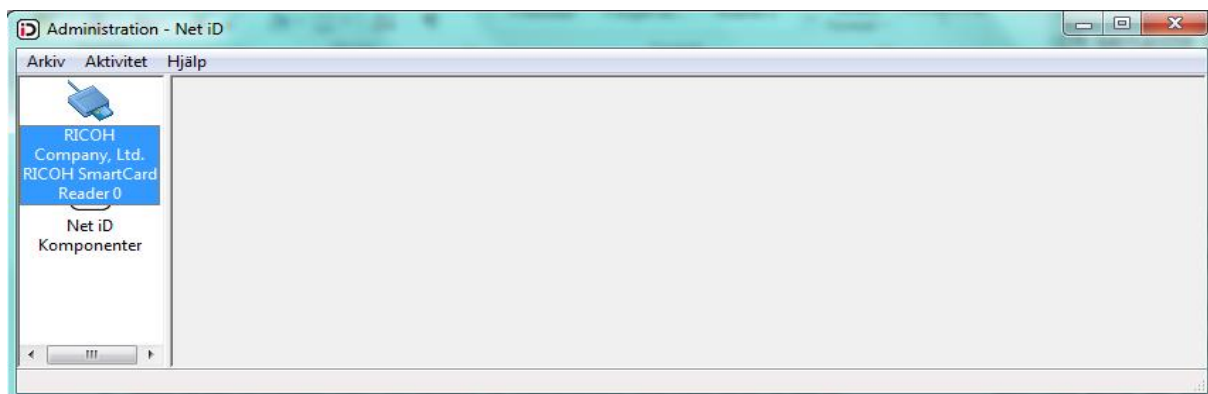 Administration - Net iD
Arkiv Aktivitet Hjälp
RICOH
Company, Ltd.
RICOH SmartCard
Reader 0
Net iD
Komponenter